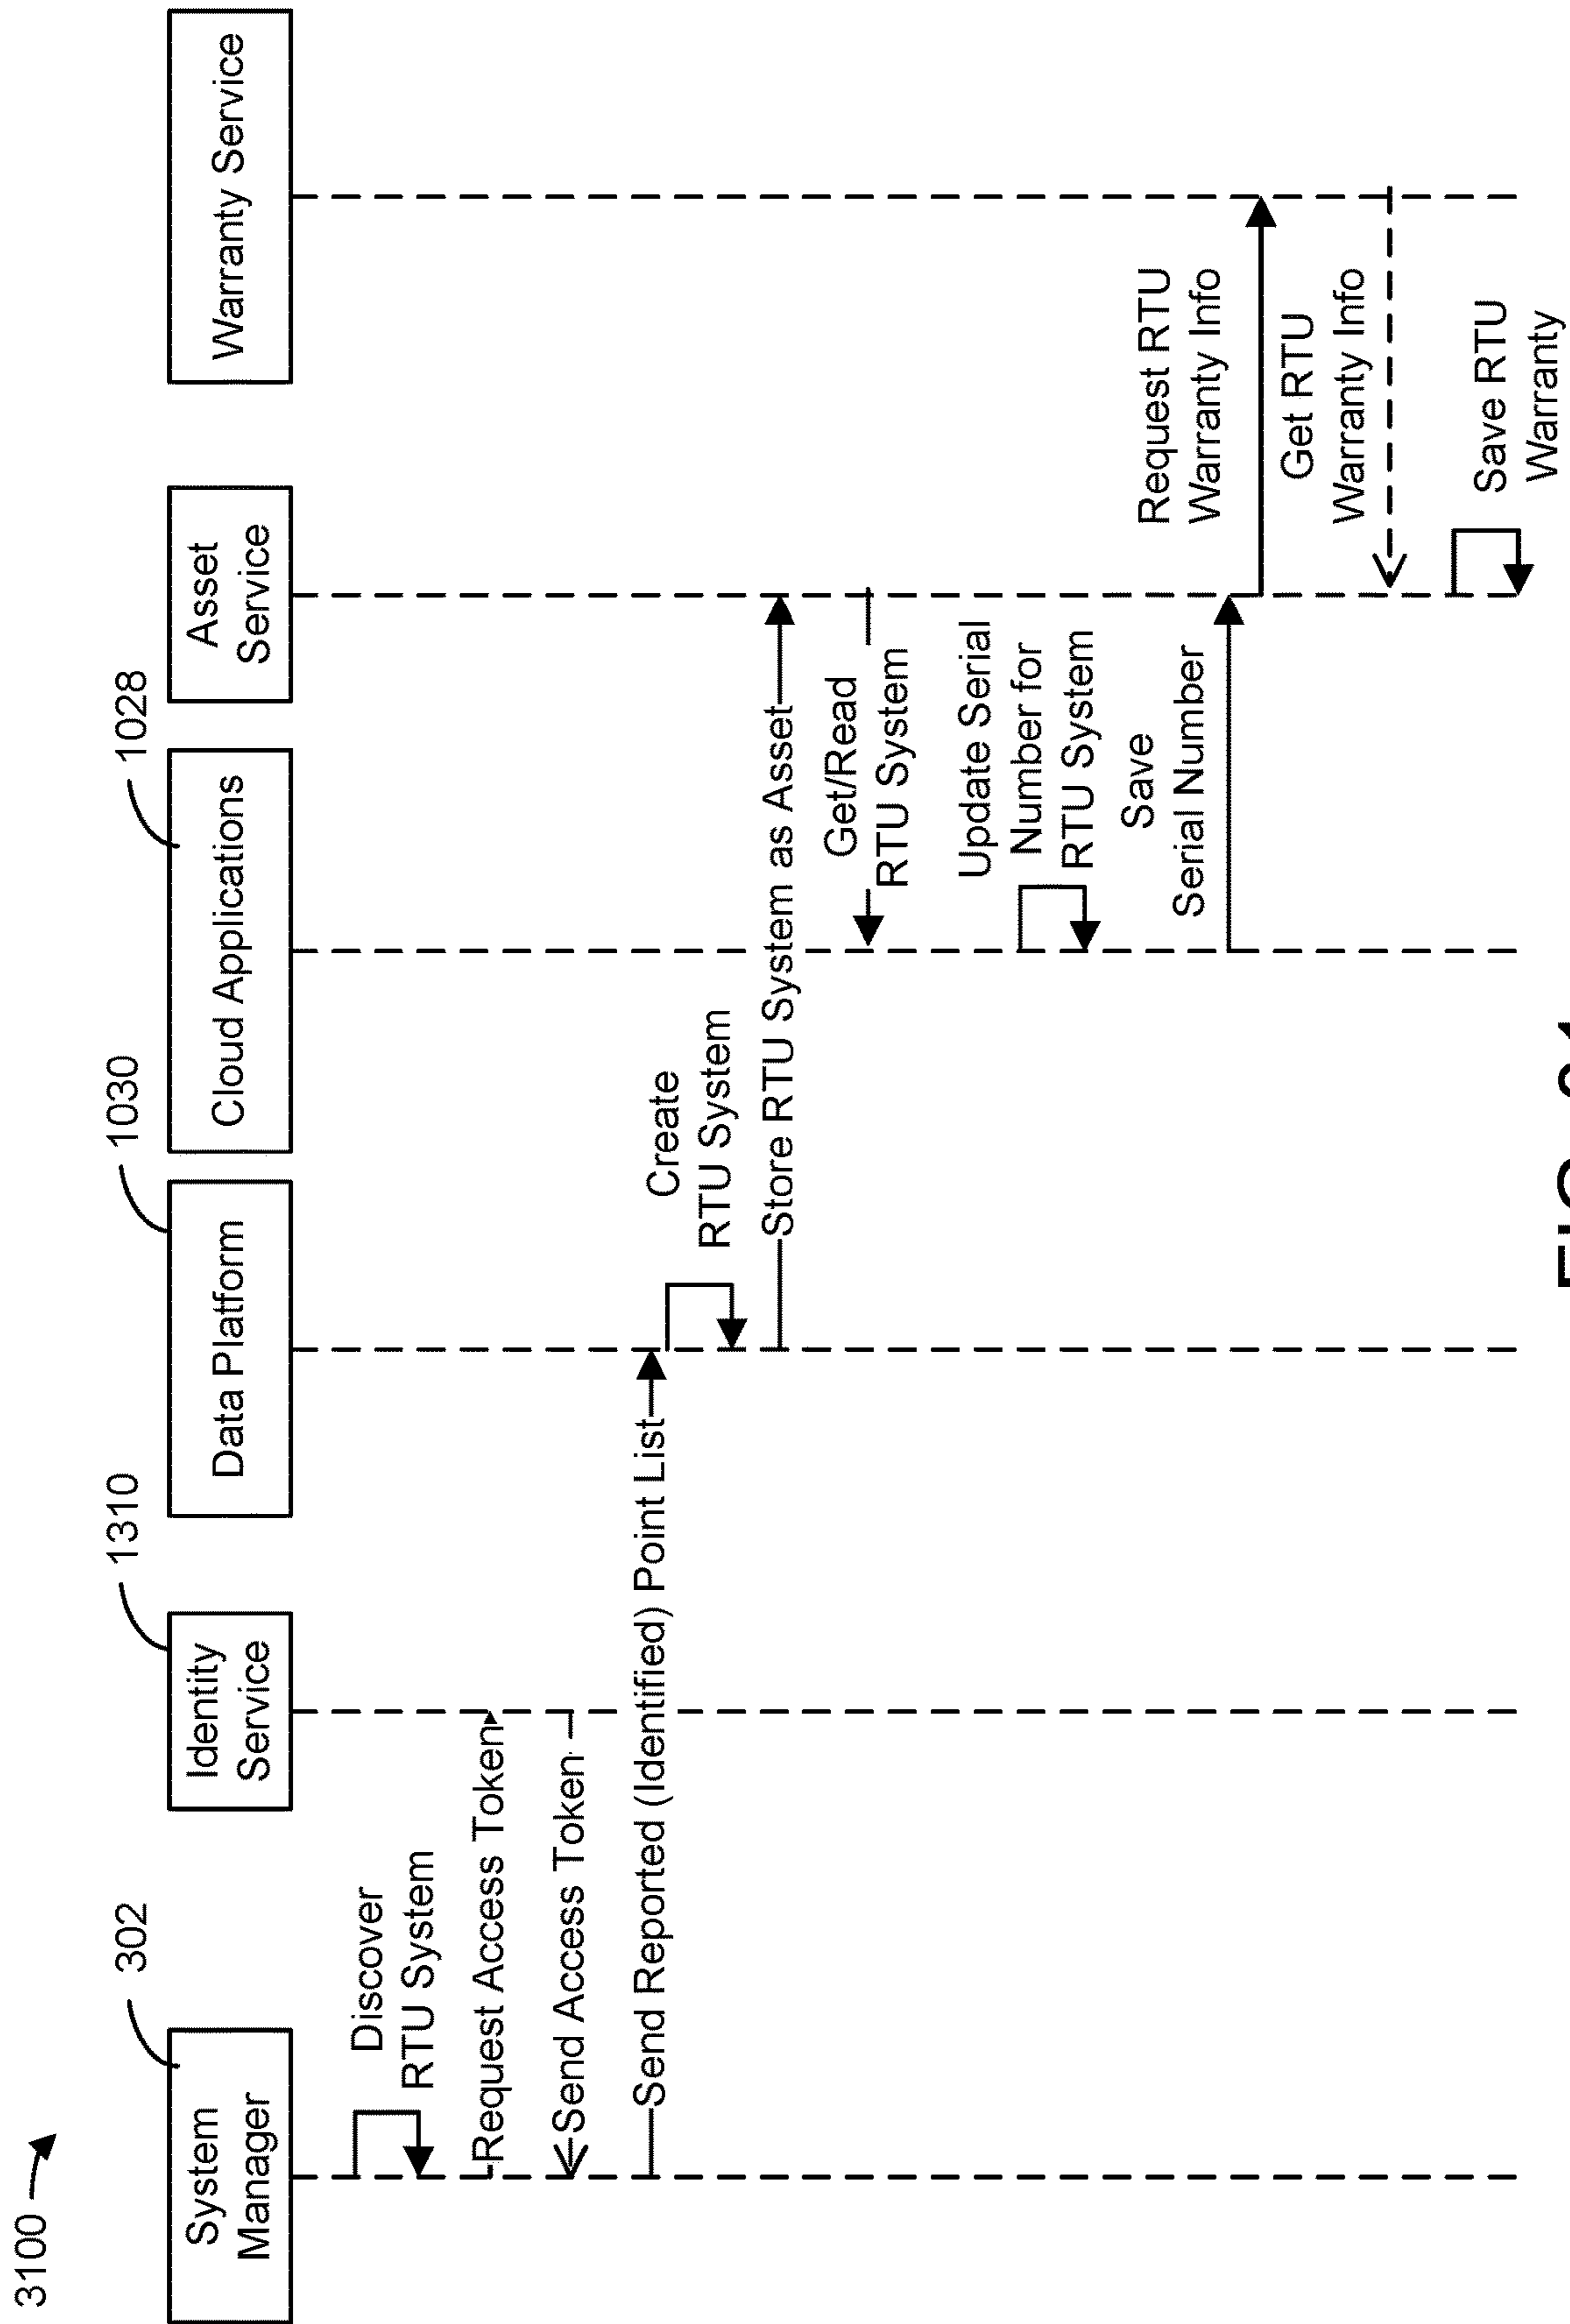 3100
302
1310
1030
1028
System
Manager
Identity
Service
Data Platform
Cloud Applications
Asset
Service
Warranty Service
Discover
RTU System
Request Access Token
Send Access Token
Send Reported (Identified) Point List
Create
RTU System
Store RTU System as Asset
Get/Read
RTU System
Update Serial
Number for
RTU System
Save
Serial Number
Request RTU
Warranty Info
Get RTU
Warranty Info
Save RTU
Warranty